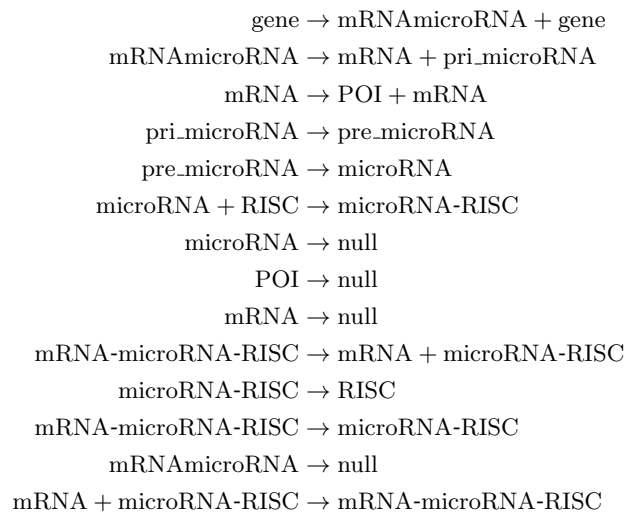 gene → mRNAmicroRNA + gene
mRNAmicroRNA → mRNA + pri_microRNA
mRNA → POI + mRNA
pri_microRNA → pre_microRNA
pre_microRNA → microRNA
microRNA + RISC → microRNA-RISC
microRNA → null
POI → null
mRNA → null
mRNA-microRNA-RISC → mRNA + microRNA-RISC
microRNA-RISC → RISC
mRNA-microRNA-RISC → microRNA-RISC
mRNAmicroRNA → null
mRNA + microRNA-RISC → mRNA-microRNA-RISC